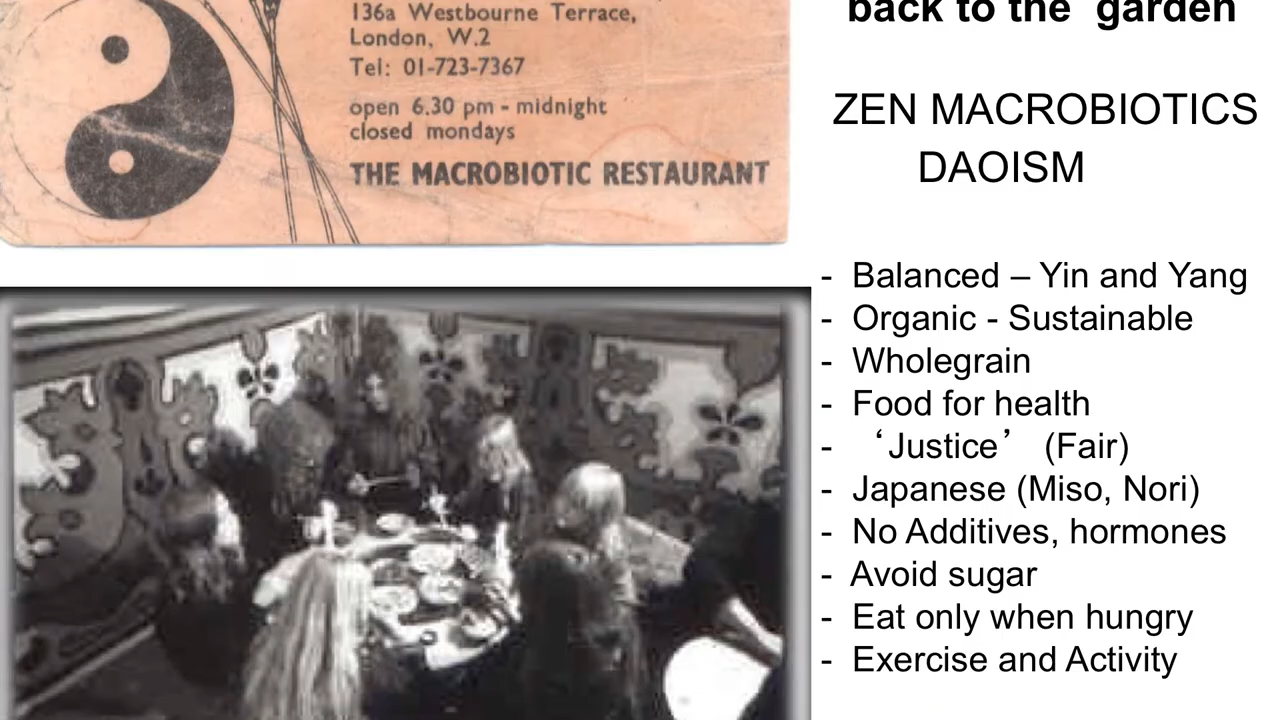 136a Westbourne Terrace,
London, W.2
Tel: 01-723-7367
open 6.30 pm - midnight
closed mondays
THE MACROBIOTIC RESTAURANT
back to the garden
ZEN MACROBIOTICS
DAOISM
- Balanced – Yin and Yang
- Organic - Sustainable
- Wholegrain
- Food for health
- ‘Justice’ (Fair)
- Japanese (Miso, Nori)
- No Additives, hormones
- Avoid sugar
- Eat only when hungry
- Exercise and Activity